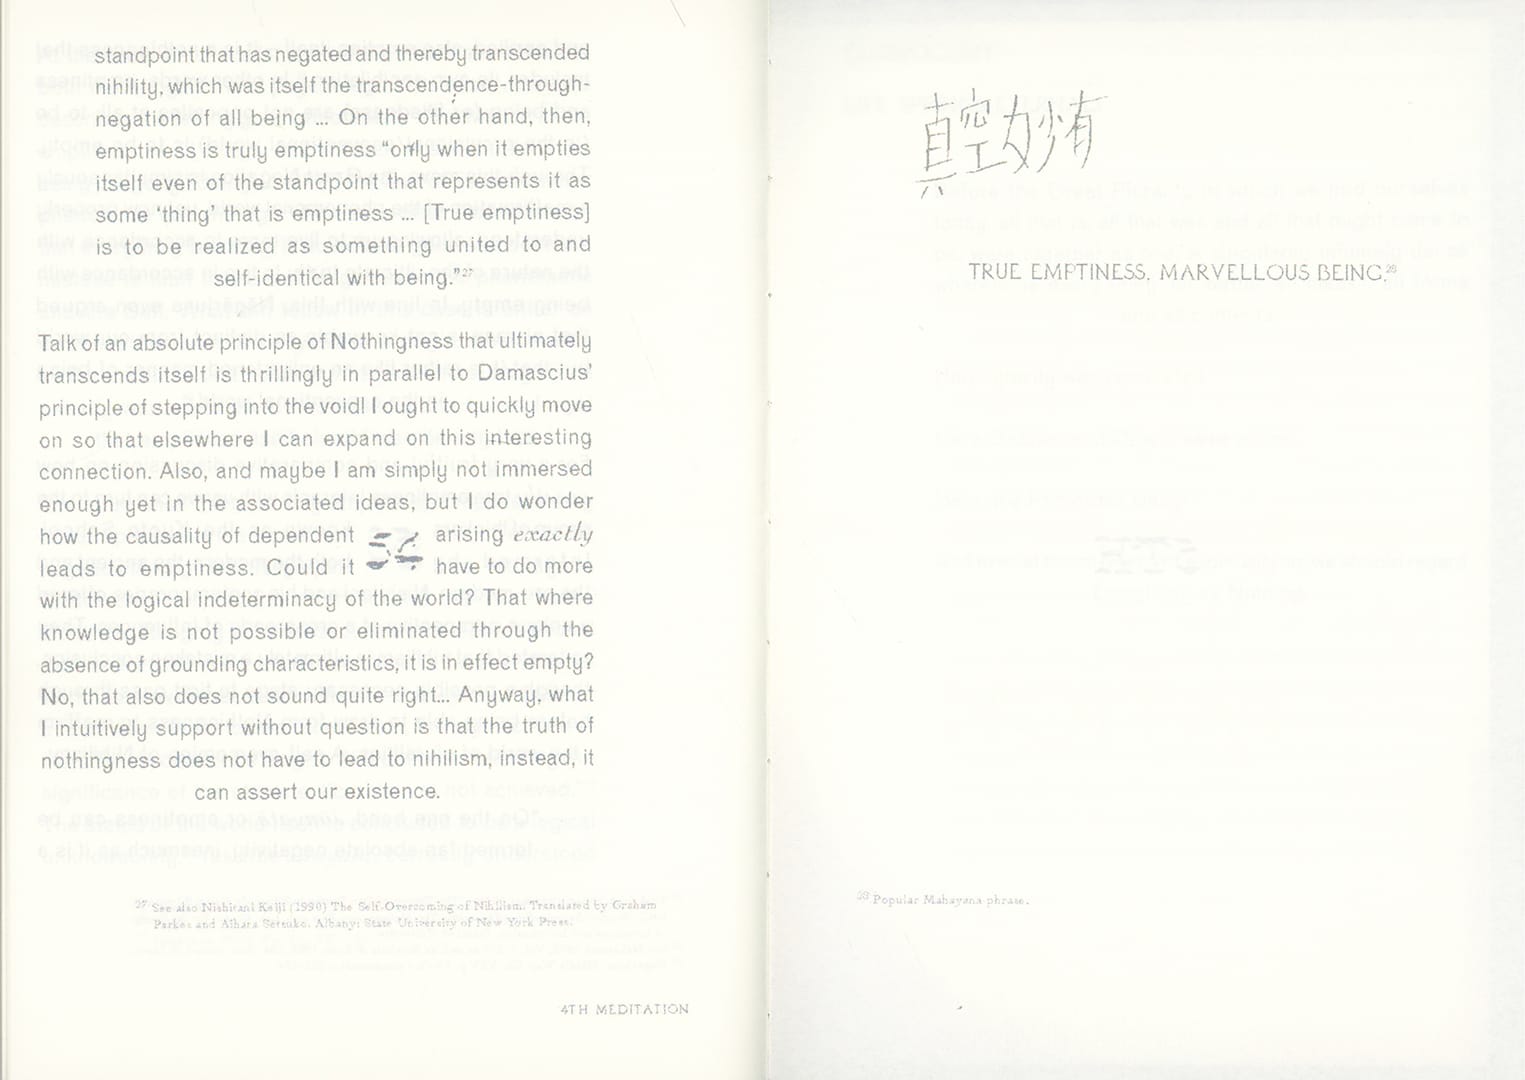 standpoint that has negated and thereby transcended
nihility, which was itself the transcendence-through-
negation of all being ... On the other hand, then,
emptiness is truly emptiness “only when it empties
itself even of the standpoint that represents it as
some ‘thing’ that is emptiness ... [True emptiness]
is to be realized as something united to and
self-identical with being.”27
Talk of an absolute principle of Nothingness that ultimately
transcends itself is thrillingly in parallel to Damascius’
principle of stepping into the void! I ought to quickly move
on so that elsewhere I can expand on this interesting
connection. Also, and maybe I am simply not immersed
enough yet in the associated ideas, but I do wonder
how the causality of dependent arising exactly
leads to emptiness. Could it have to do more
with the logical indeterminacy of the world? That where
knowledge is not possible or eliminated through the
absence of grounding characteristics, it is in effect empty?
No, that also does not sound quite right... Anyway, what
I intuitively support without question is that the truth of
nothingness does not have to lead to nihilism, instead, it
can assert our existence.
27 See also Nishitani Keiji (1990) The Self-Overcoming of Nihilism. Translated by Graham
Parkes and Aihara Setsuko. Albany: State University of New York Press.
4TH MEDITATION
真空妙有
TRUE EMPTINESS, MARVELLOUS BEING.28
28 Popular Mahayana phrase.